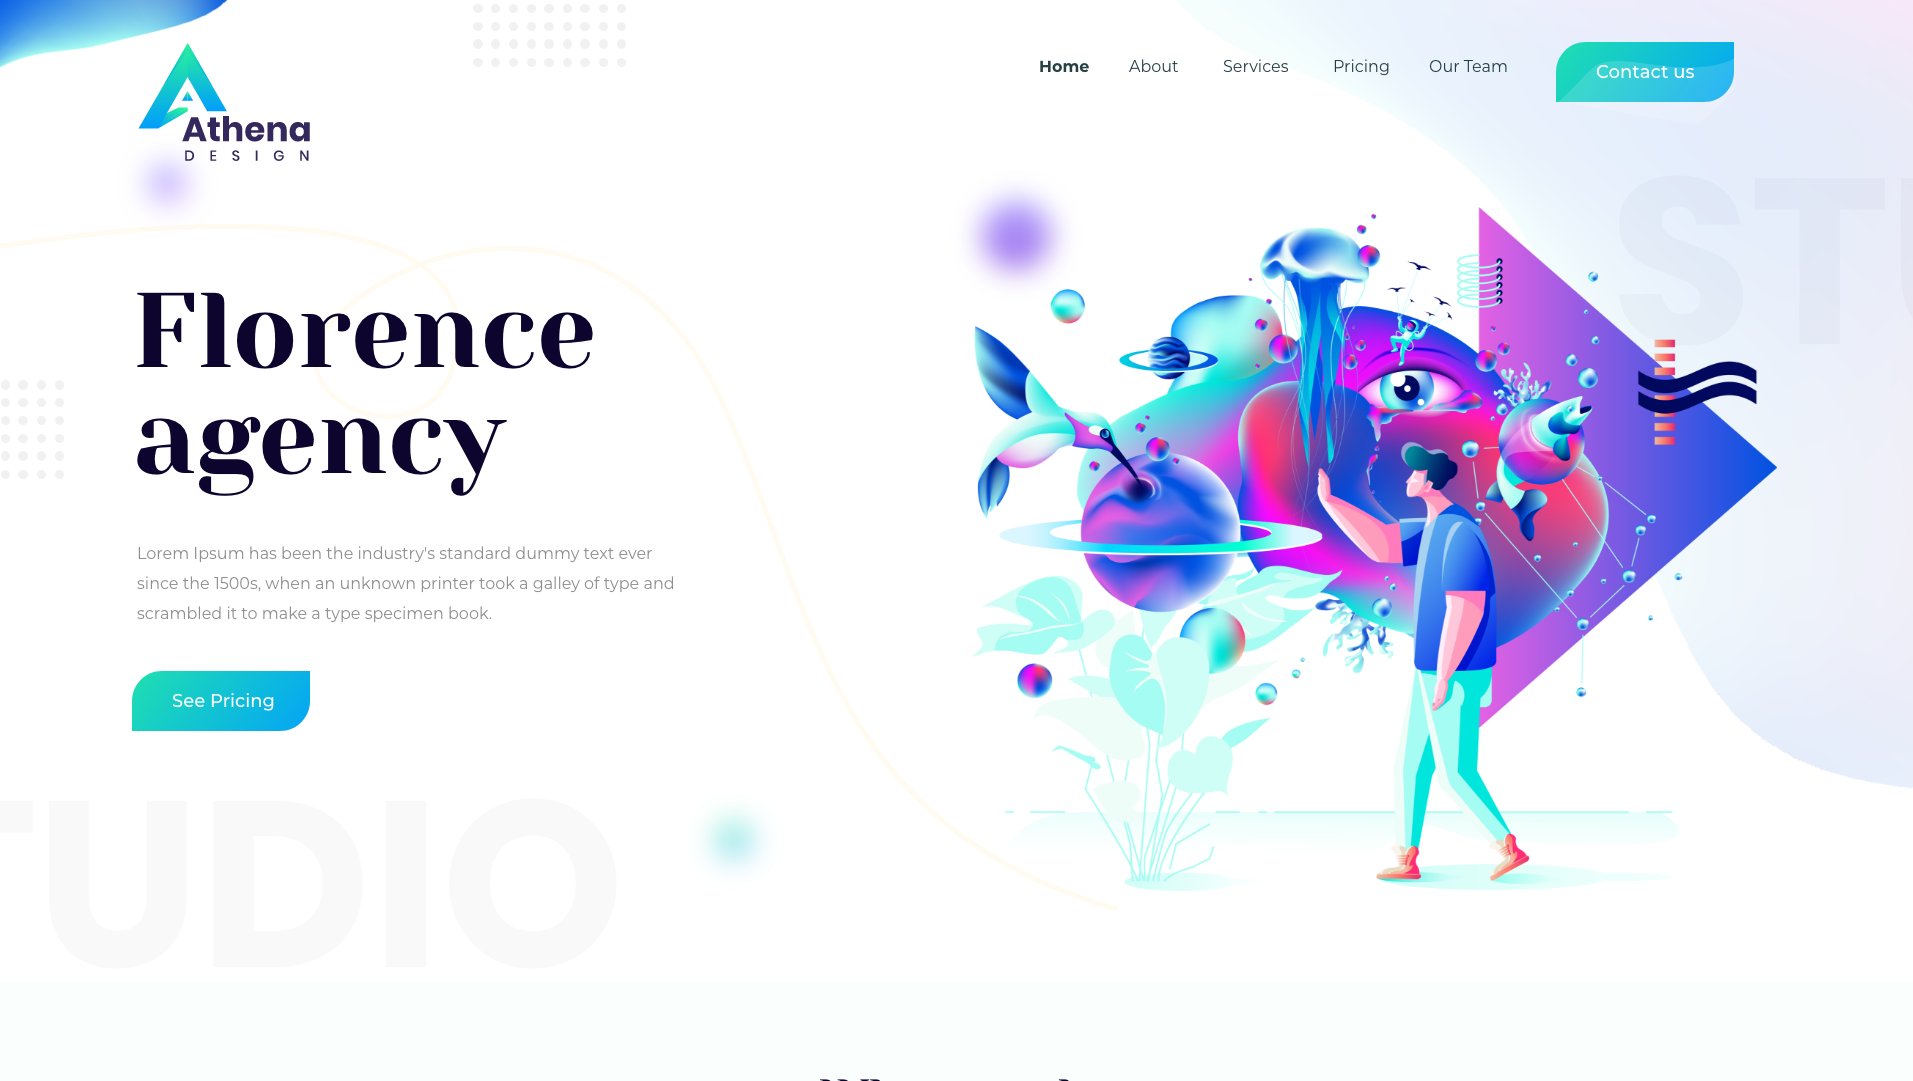 Athena
DESIGN
Home
About
Services
Pricing
Our Team
Contact us
Florence
agency
Lorem Ipsum has been the industry's standard dummy text ever
since the 1500s, when an unknown printer took a galley of type and
scrambled it to make a type specimen book.
See Pricing
STU
TUDIO